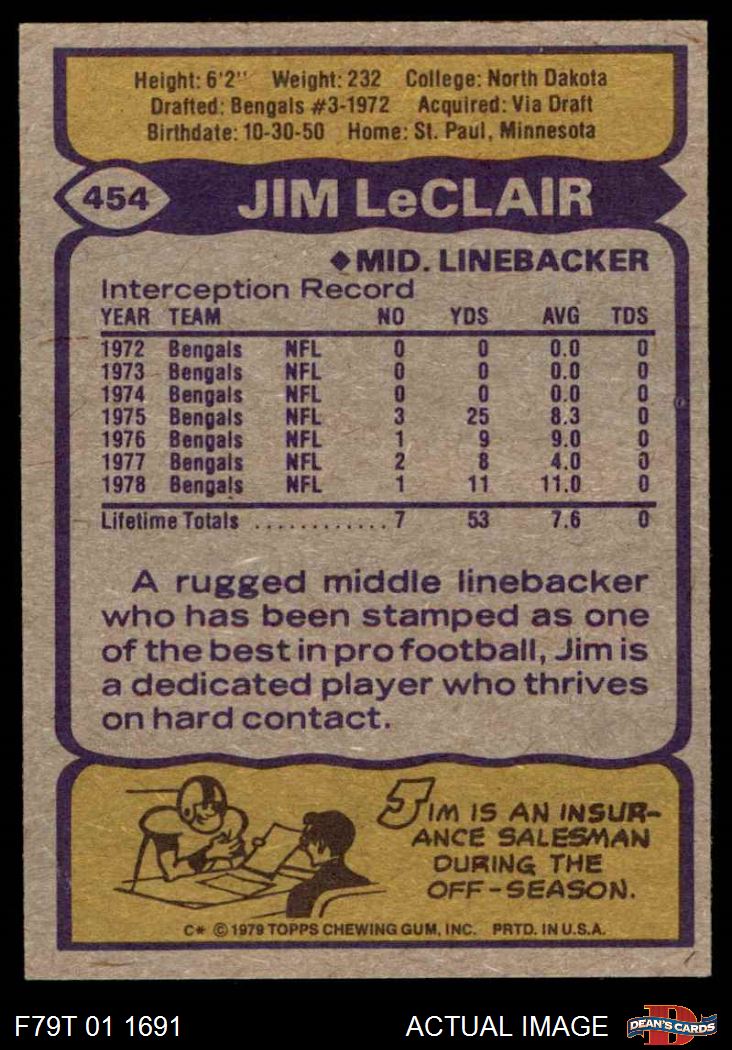 Height: 6'2" Weight: 232 College: North Dakota
Drafted: Bengals #3-1972 Acquired: Via Draft
Birthdate: 10-30-50 Home: St. Paul, Minnesota
454 JIM LeCLAIR
◆MID. LINEBACKER
Interception Record
YEAR TEAM NO YDS AVG TDS
1972 Bengals NFL 0 0 0.0 0
1973 Bengals NFL 0 0 0.0 0
1974 Bengals NFL 0 0 0.0 0
1975 Bengals NFL 3 25 8.3 0
1976 Bengals NFL 1 9 9.0 0
1977 Bengals NFL 2 8 4.0 0
1978 Bengals NFL 1 11 11.0 0
Lifetime Totals ............ 7 53 7.6 0
A rugged middle linebacker
who has been stamped as one
of the best in pro football, Jim is
a dedicated player who thrives
on hard contact.
JIM IS AN INSUR-
ANCE SALESMAN
DURING THE
OFF-SEASON.
C* © 1979 TOPPS CHEWING GUM, INC. PRTD. IN U.S.A.
F79T 01 1691 ACTUAL IMAGE D DEAN'S CARDS